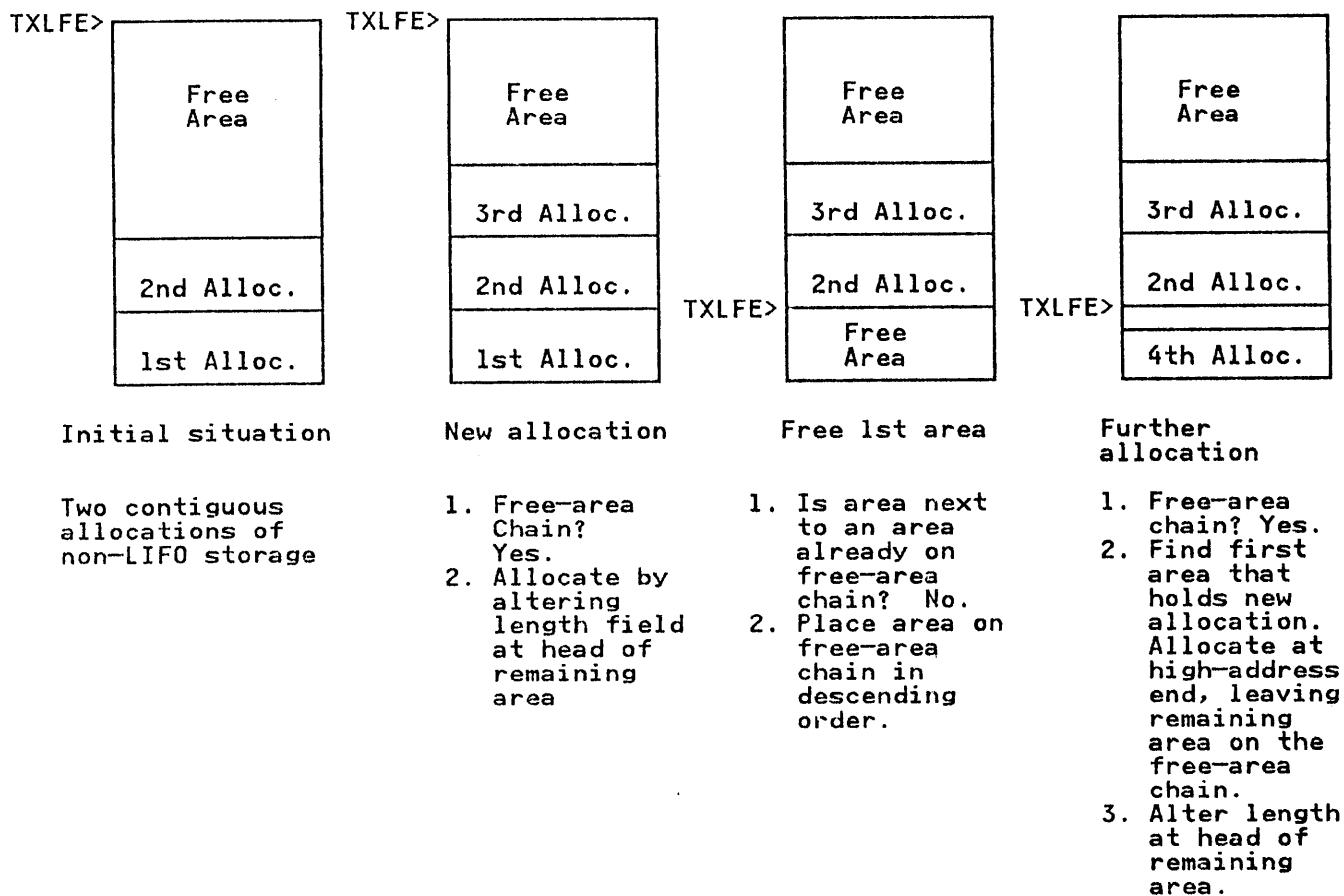 TXLFE>
Free
Area
2nd Alloc.
1st Alloc.
Initial situation
Two contiguous
allocations of
non-LIFO storage
TXLFE>
Free
Area
3rd Alloc.
2nd Alloc.
1st Alloc.
New allocation
1. Free-area
Chain?
Yes.
2. Allocate by
altering
length field
at head of
remaining
area
Free
Area
3rd Alloc.
2nd Alloc.
TXLFE>
Free
Area
Free 1st area
1. Is area next
to an area
already on
free-area
chain? No.
2. Place area on
free-area
chain in
descending
order.
Free
Area
3rd Alloc.
2nd Alloc.
TXLFE>
4th Alloc.
Further
allocation
1. Free-area
chain? Yes.
2. Find first
area that
holds new
allocation.
Allocate at
high-address
end, leaving
remaining
area on the
free-area
chain.
3. Alter length
at head of
remaining
area.